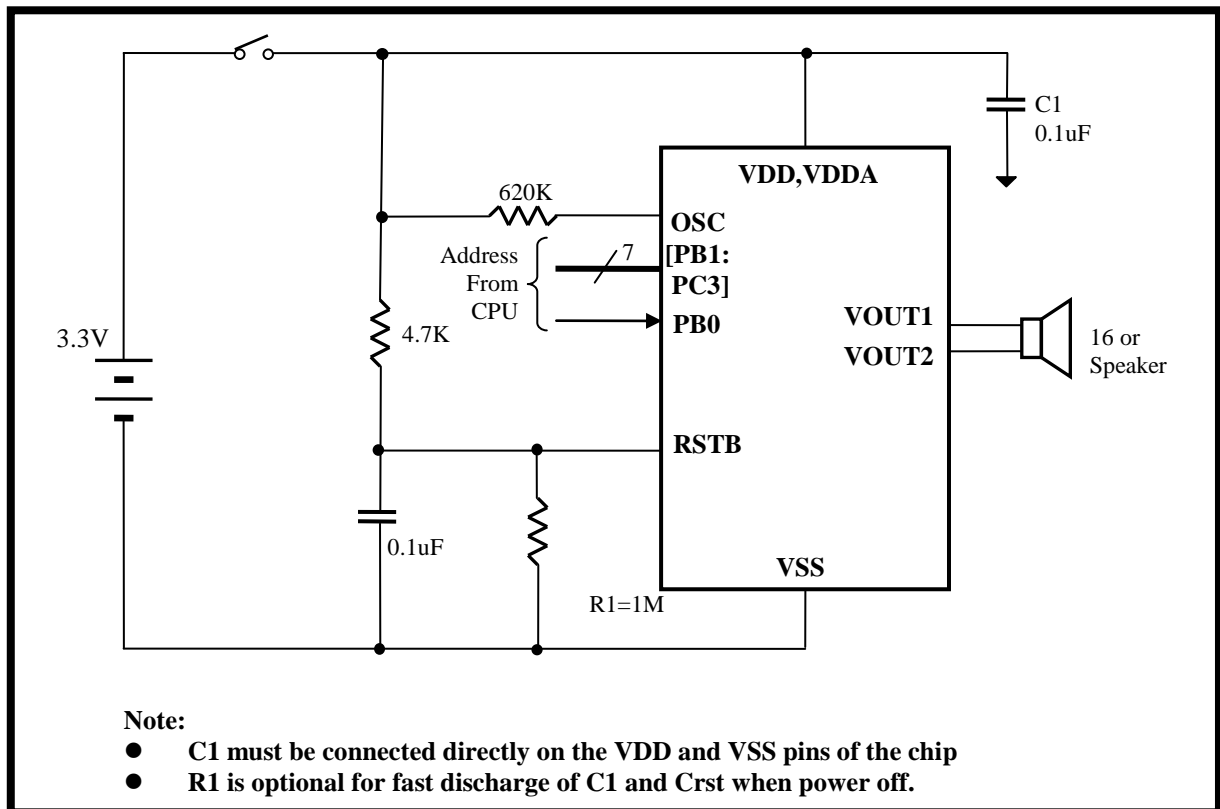 C1
0.1uF
VDD,VDDA
620K
OSC
Address
From
CPU
7
[PB1:
PC3]
PB0
VOUT1
VOUT2
16 or
Speaker
3.3V
4.7K
RSTB
0.1uF
VSS
R1=1M
Note:
● C1 must be connected directly on the VDD and VSS pins of the chip
● R1 is optional for fast discharge of C1 and Crst when power off.